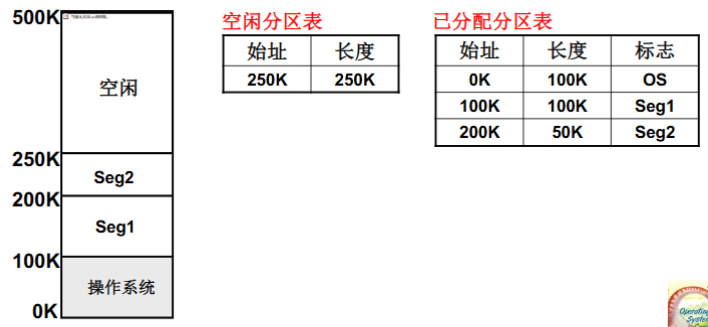 500K
空闲
250K
Seg2
200K
Seg1
100K
操作系统
0K
空闲分区表
始址 长度
250K 250K
已分配分区表
始址 长度 标志
0K 100K OS
100K 100K Seg1
200K 50K Seg2
Operating
System